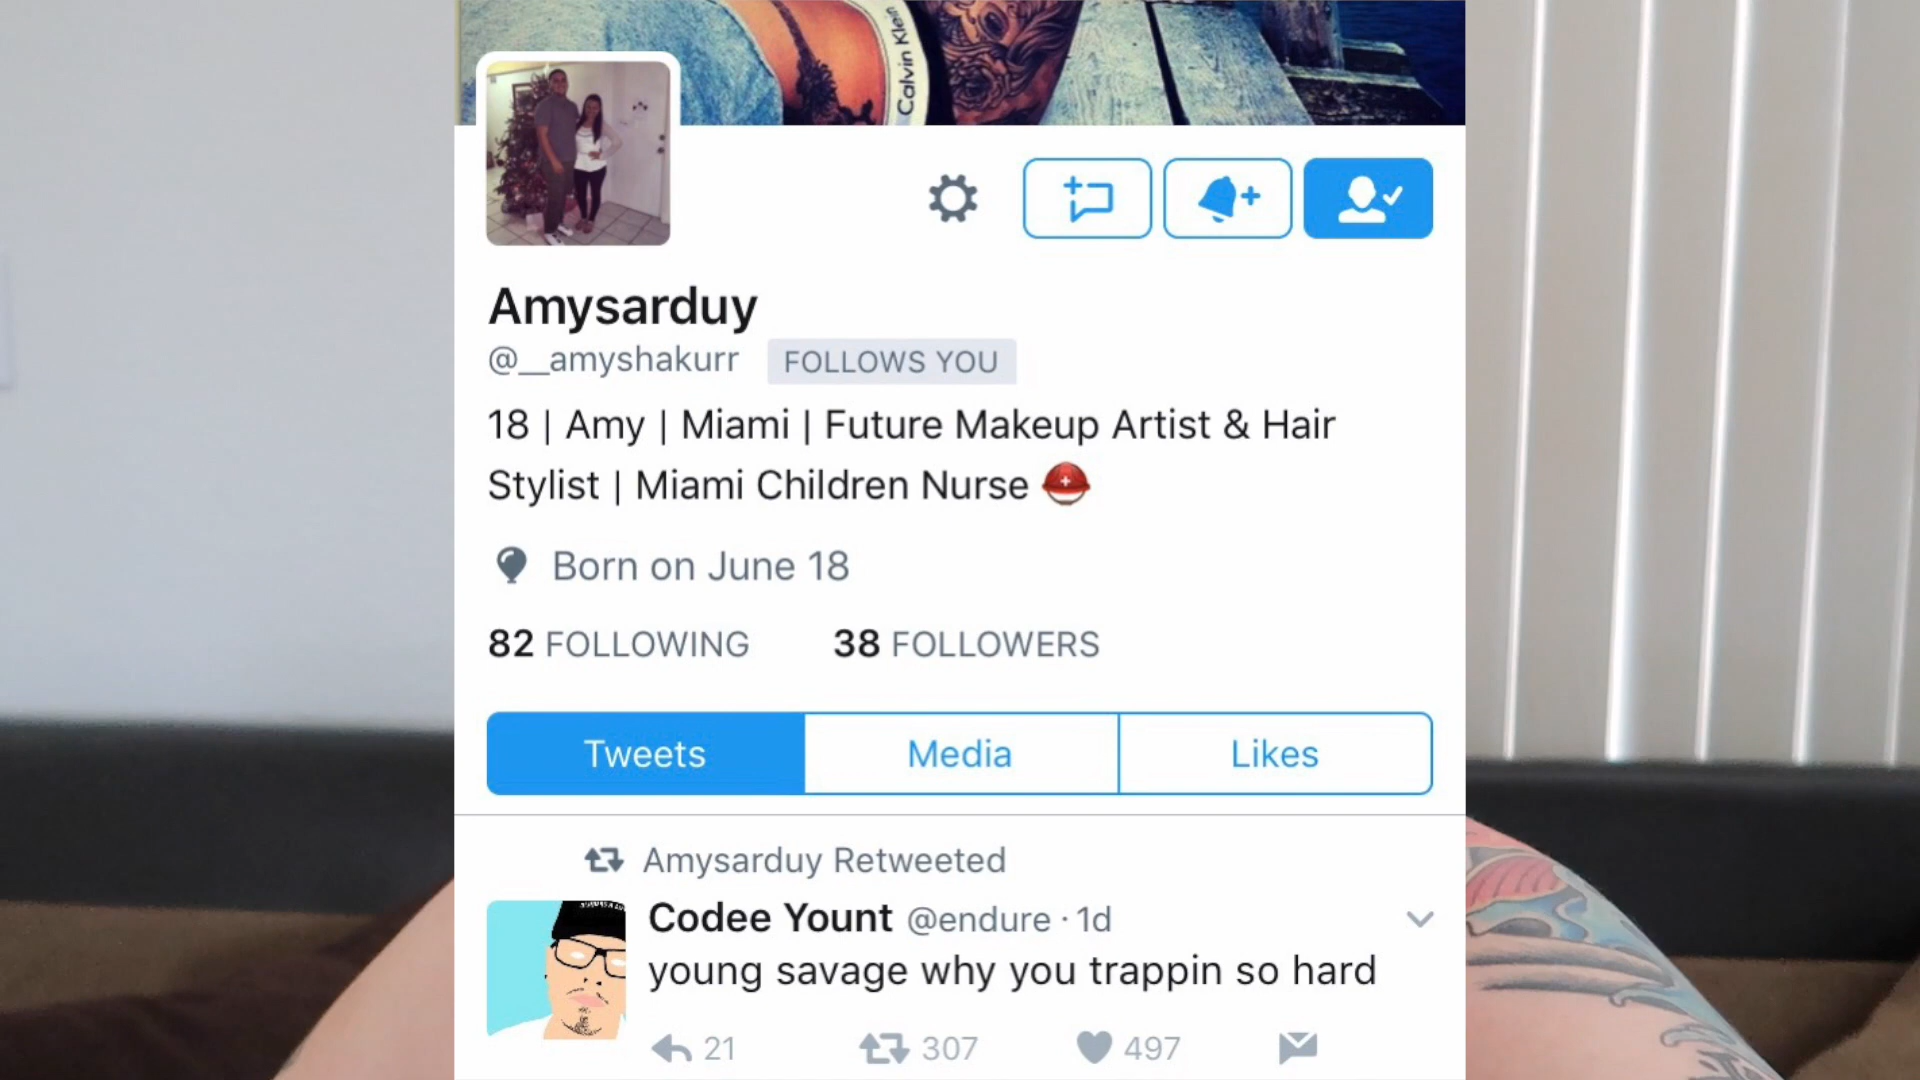 Calvin Klein
Amysarduy
@__amyshakurr FOLLOWS YOU
18 | Amy | Miami | Future Makeup Artist & Hair
Stylist | Miami Children Nurse ⛑
Born on June 18
82 FOLLOWING 38 FOLLOWERS
Tweets Media Likes
Amysarduy Retweeted
Codee Yount @endure · 1d
young savage why you trappin so hard
21 307 497